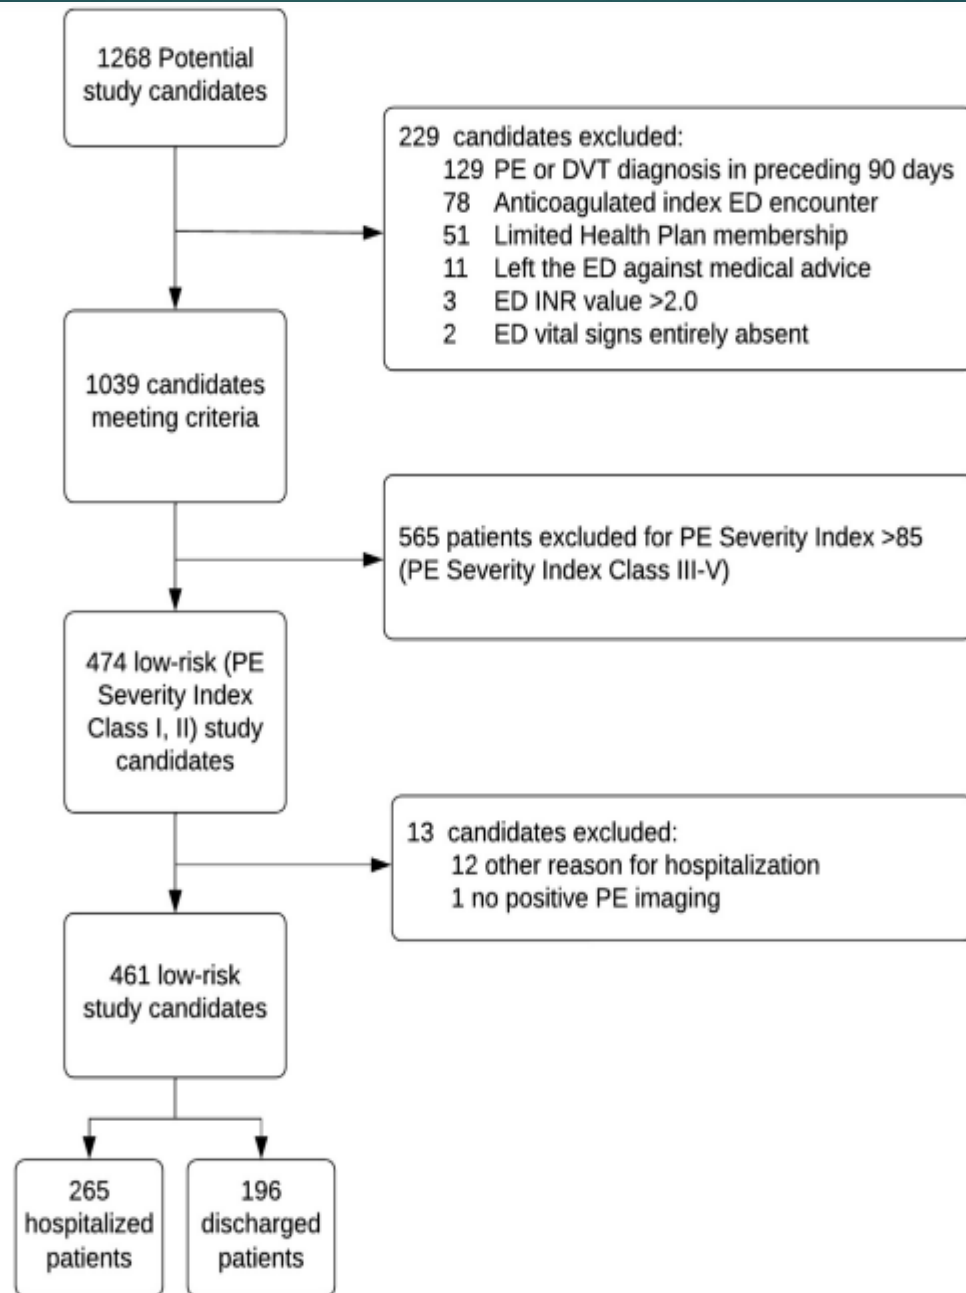 1268 Potential
study candidates
229 candidates excluded:
129 PE or DVT diagnosis in preceding 90 days
78 Anticoagulated index ED encounter
51 Limited Health Plan membership
11 Left the ED against medical advice
3 ED INR value >2.0
2 ED vital signs entirely absent
1039 candidates
meeting criteria
565 patients excluded for PE Severity Index >85
(PE Severity Index Class III-V)
474 low-risk (PE
Severity Index
Class I, II) study
candidates
13 candidates excluded:
12 other reason for hospitalization
1 no positive PE imaging
461 low-risk
study candidates
265
hospitalized
patients
196
discharged
patients